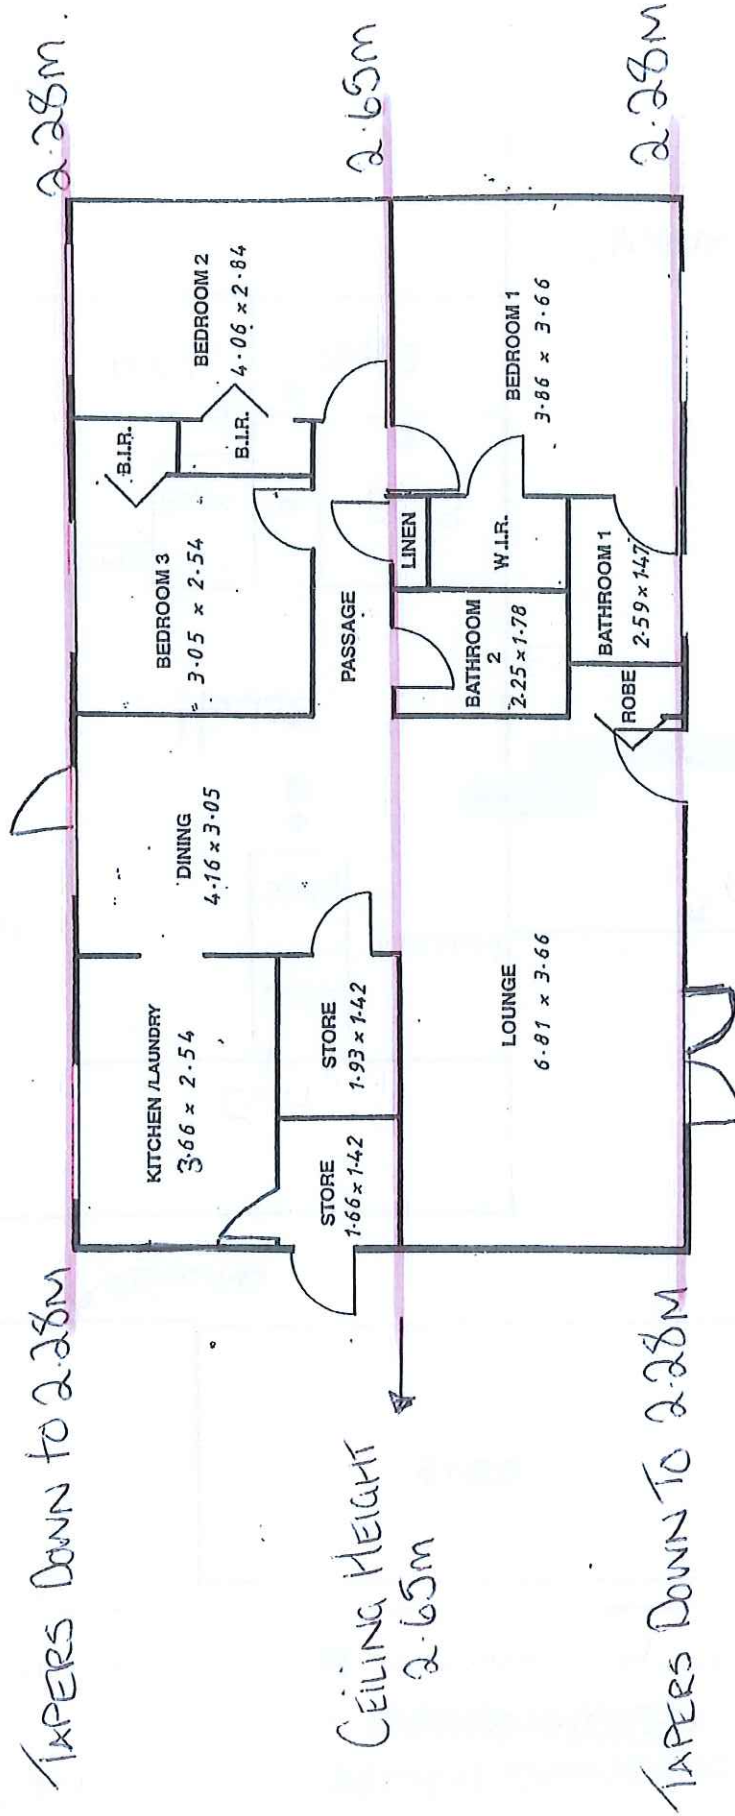 TAPERS DOWN to 2.28M
2.28m.
CEILING HEIGHT
2.65m
2.65m
TAPERS DOWN TO 2.28M
2.28M
KITCHEN /LAUNDRY
3.66 x 2.54
DINING
4.16 x 3.05
BEDROOM 3
3.05 x 2.54
B.I.R.
B.I.R.
BEDROOM 2
4.06 x 2.84
STORE
1.66 x 1.42
STORE
1.93 x 1.42
PASSAGE
LINEN
LOUNGE
6.81 x 3.66
BATHROOM
2
2.25 x 1.78
W.I.R.
ROBE
BATHROOM 1
2.59 x 1.47
BEDROOM 1
3.86 x 3.66